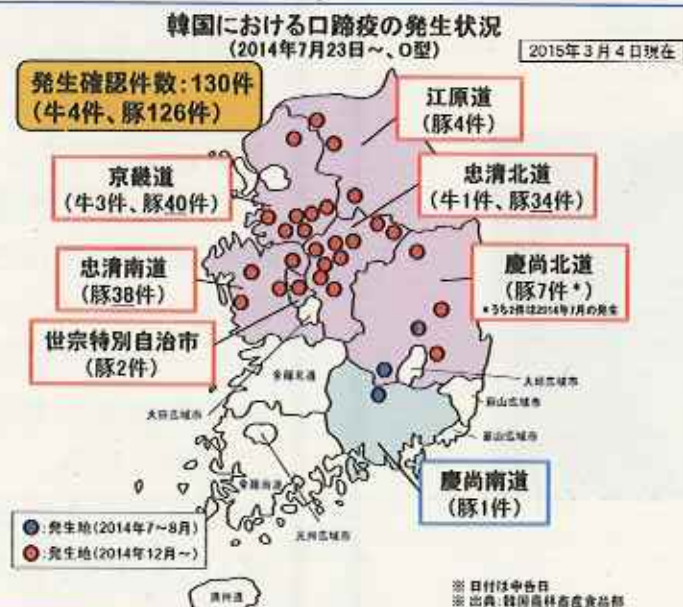 韓国における口蹄疫の発生状況
(2014年7月23日~、O型)
2015年3月4日現在
発生確認件数:130件
(牛4件、豚126件)
江原道
(豚4件)
京畿道
(牛3件、豚40件)
忠清北道
(牛1件、豚34件)
忠清南道
(豚38件)
慶尚北道
(豚7件*)
*うち2件は2014年7月の発生
世宗特別自治市
(豚2件)
全羅北道
大邱広域市
大田広域市
蔚山広域市
釜山広域市
全羅南道
慶尚南道
(豚1件)
光州広域市
●:発生地(2014年7~8月)
●:発生地(2014年12月~)
済州道
※ 日付は申告日
※ 出典:韓国農林畜産食品部